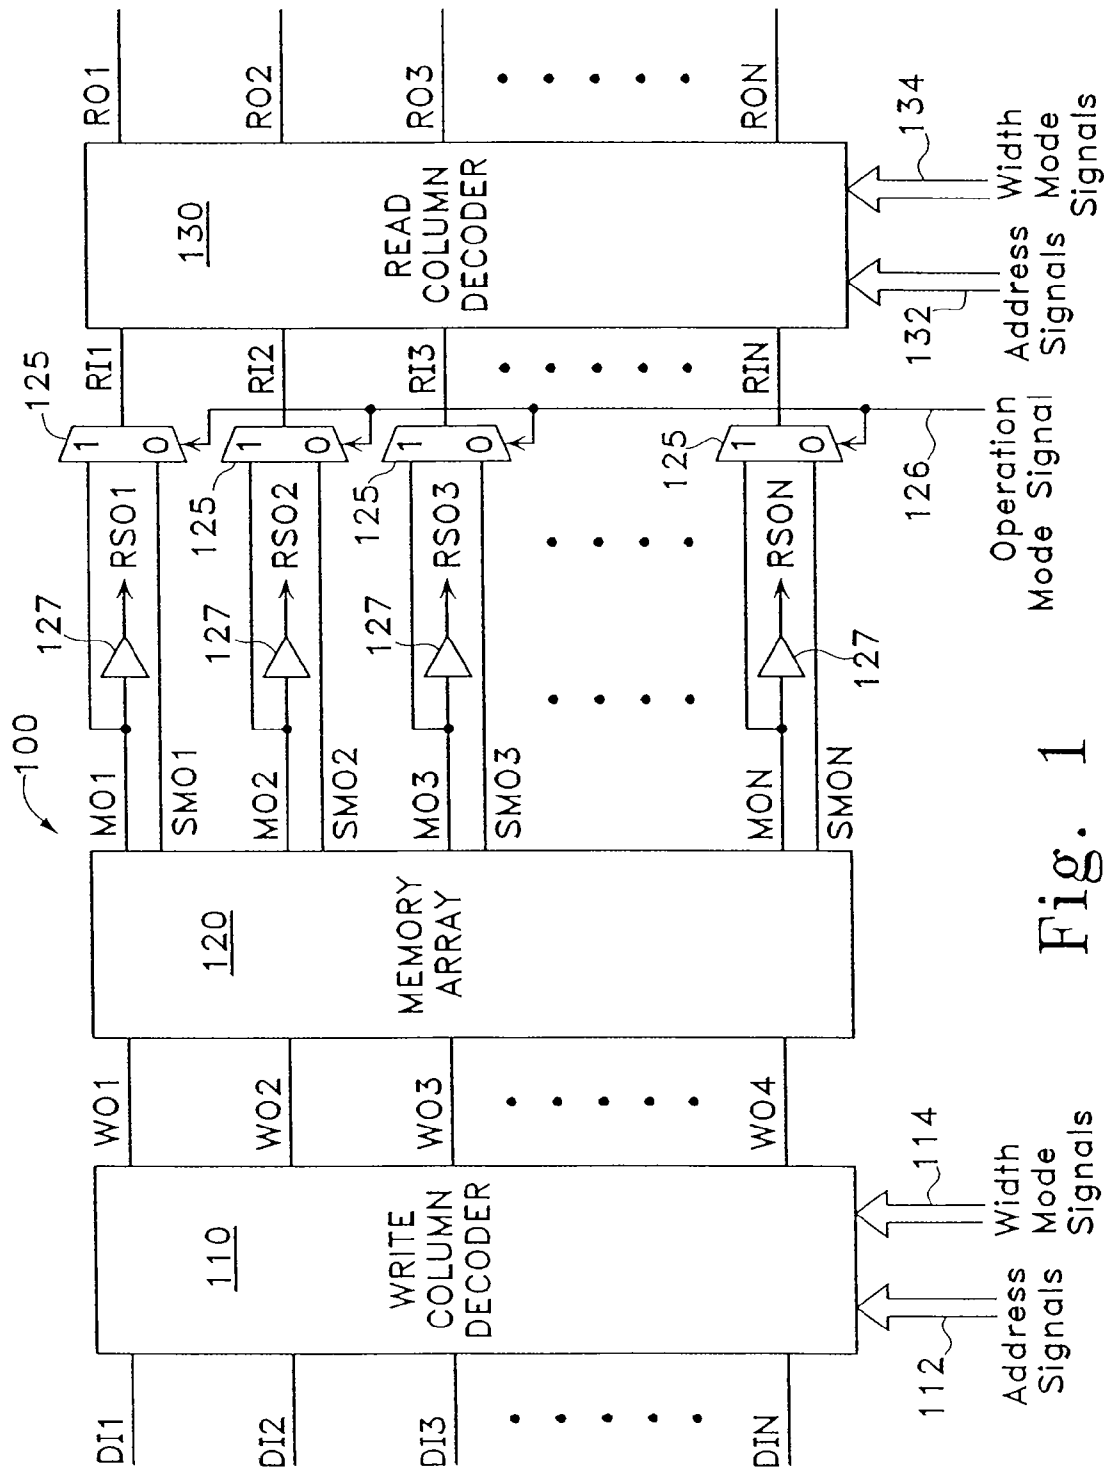 100
DI1
DI2
DI3
DIN
110
WRITE
COLUMN
DECODER
112
Address
Signals
114
Width
Mode
Signals
WO1
WO2
WO3
WO4
120
MEMORY
ARRAY
MO1
SMO1
MO2
SMO2
MO3
SMO3
MON
SMON
127
RSO1
127
RSO2
127
RSO3
127
RSON
125
1
0
125
1
0
125
1
0
125
1
0
126
Operation
Mode Signal
RI1
RI2
RI3
RIN
130
READ
COLUMN
DECODER
132
Address
Signals
134
Width
Mode
Signals
RO1
RO2
RO3
RON
Fig. 1